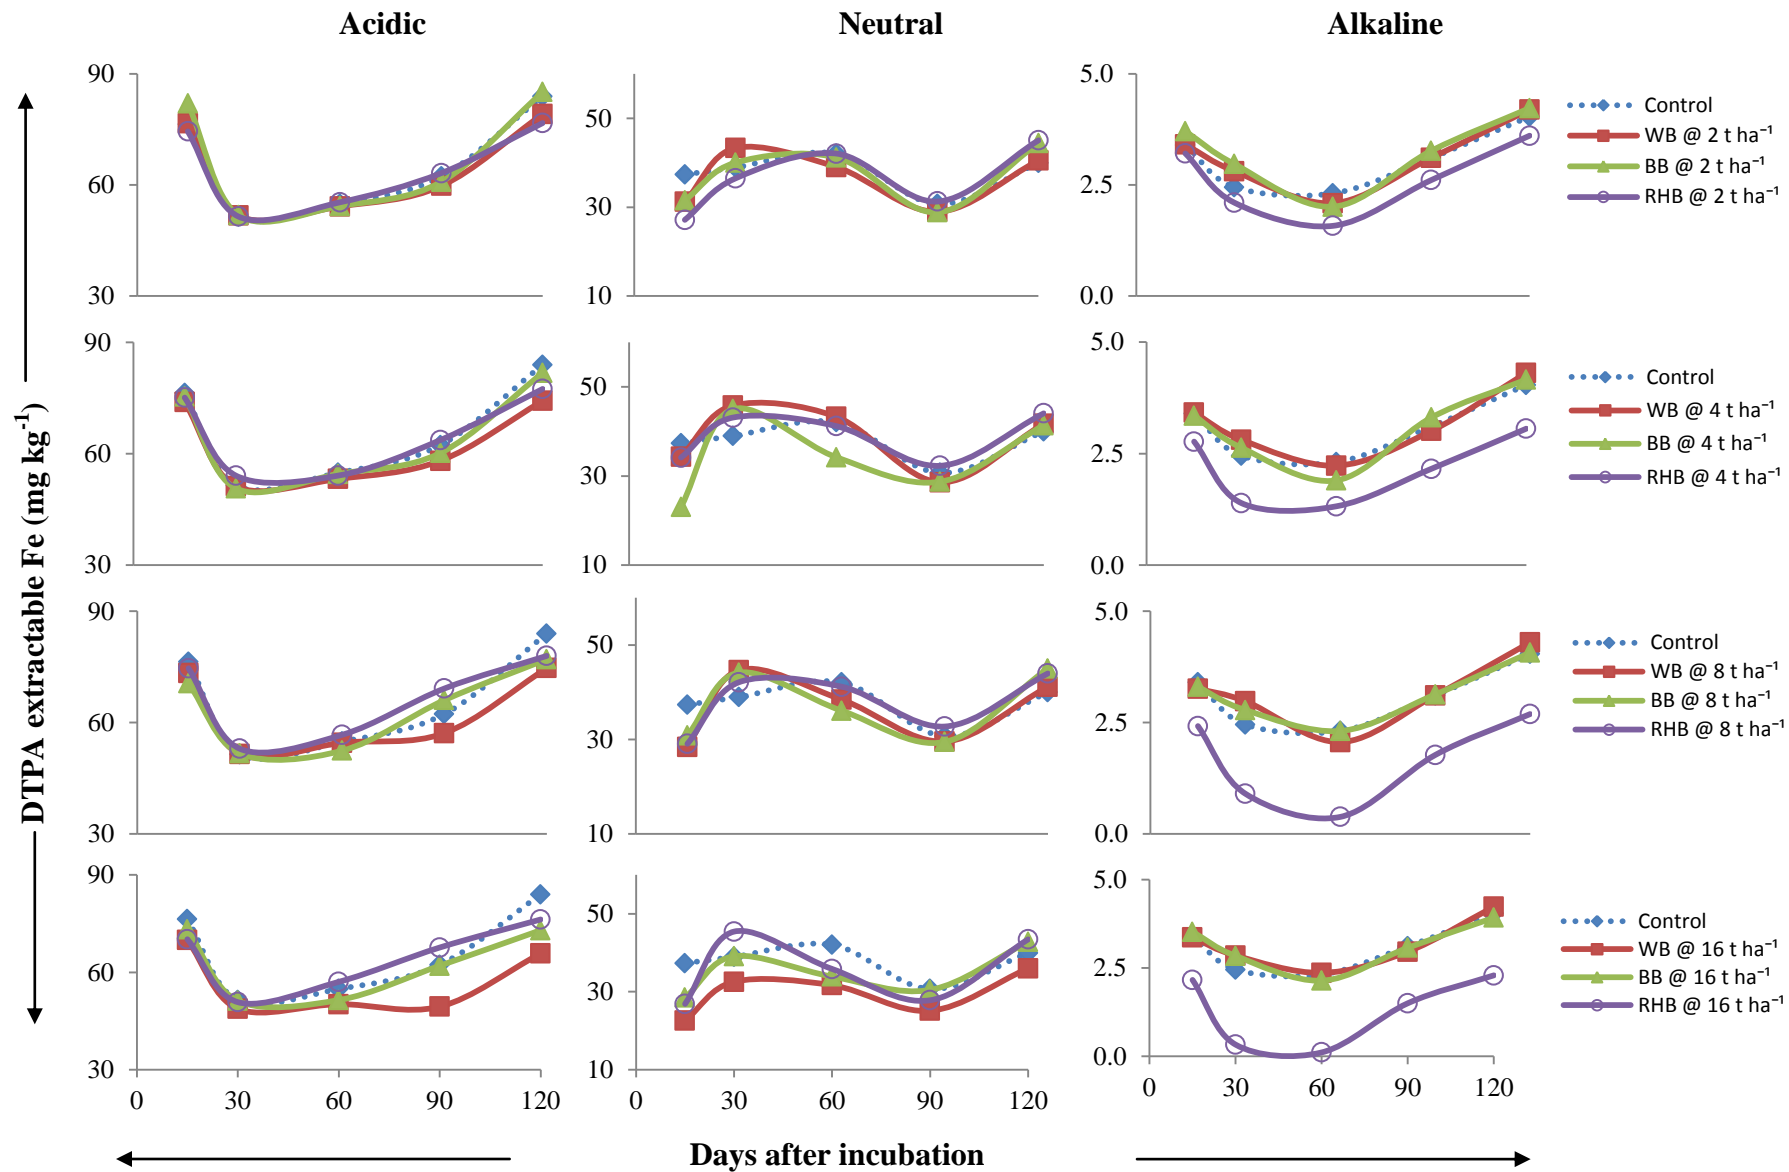 Acidic Neutral Alkaline
DTPA extractable Fe (mg kg⁻¹)
90 50 5.0
60 30 2.5
30 10 0.0
Control
WB @ 2 t ha⁻¹
BB @ 2 t ha⁻¹
RHB @ 2 t ha⁻¹
90 50 5.0
60 30 2.5
30 10 0.0
Control
WB @ 4 t ha⁻¹
BB @ 4 t ha⁻¹
RHB @ 4 t ha⁻¹
90 50 5.0
60 30 2.5
30 10 0.0
Control
WB @ 8 t ha⁻¹
BB @ 8 t ha⁻¹
RHB @ 8 t ha⁻¹
90 50 5.0
60 30 2.5
30 10 0.0
Control
WB @ 16 t ha⁻¹
BB @ 16 t ha⁻¹
RHB @ 16 t ha⁻¹
0 30 60 90 120 0 30 60 90 120 0 30 60 90 120
Days after incubation